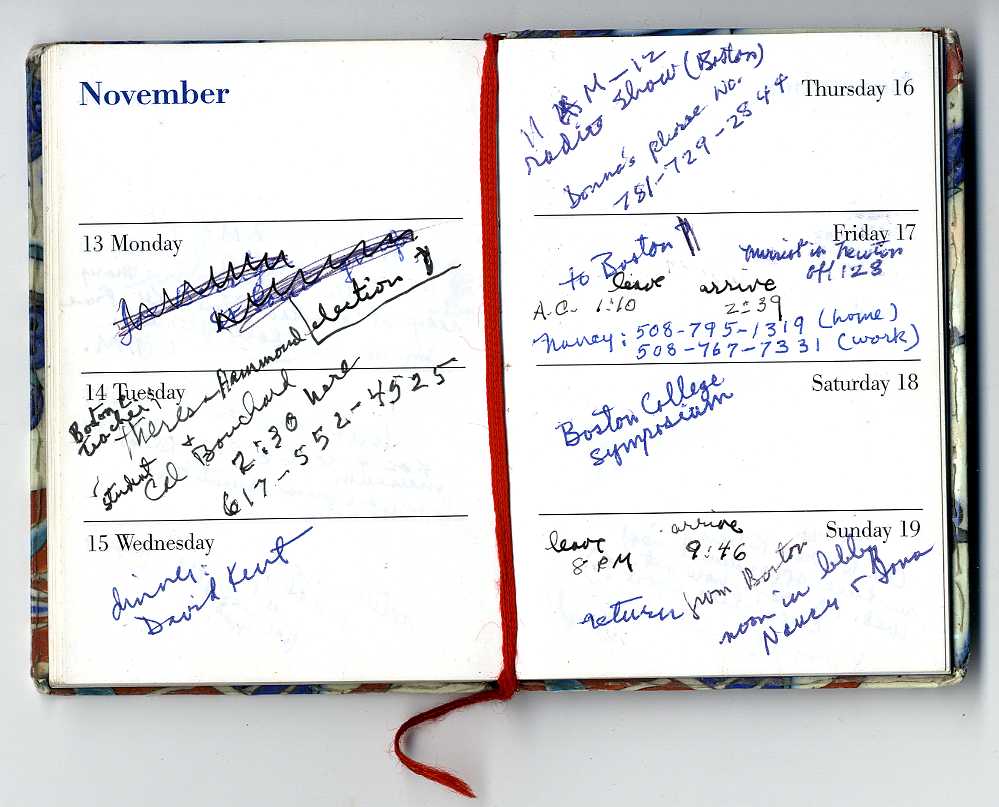 November
13 Monday
election
14 Tuesday
Boston
teacher
Theresa Hammond
+
student
Cal Bouchard
2:30 here
617-552-4525
15 Wednesday
dinner:
David Kent
Thursday 16
11 AM-12
radio show (Boston)
Donna's phone No.
781-729-2844
Friday 17
to Boston
Marriott in Newton
off 128
leave arrive
A.C. 1:10 2:39
Nancy: 508-795-1319 (home)
508-767-7331 (work)
Saturday 18
Boston College
Symposium
Sunday 19
leave arrive
8 PM 9:46
return from Boston
noon in lobby
Nancy + Donna